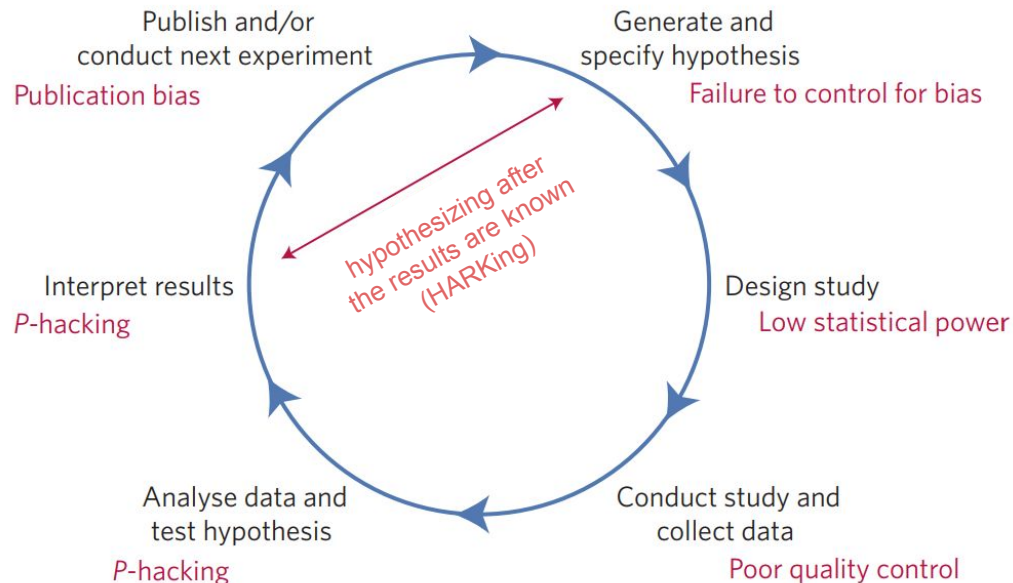 Publish and/or
conduct next experiment
Publication bias
Generate and
specify hypothesis
Failure to control for bias
hypothesizing after
the results are known
(HARKing)
Interpret results
P-hacking
Design study
Low statistical power
Analyse data and
test hypothesis
P-hacking
Conduct study and
collect data
Poor quality control